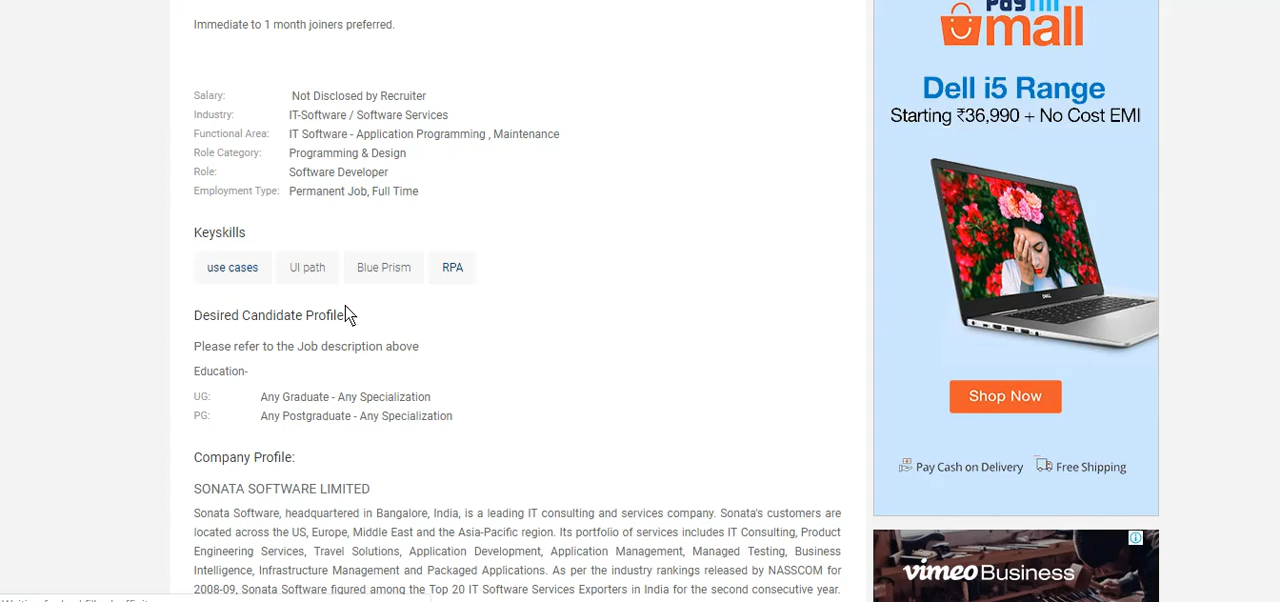 Immediate to 1 month joiners preferred.
Salary: Not Disclosed by Recruiter
Industry: IT-Software / Software Services
Functional Area: IT Software - Application Programming , Maintenance
Role Category: Programming & Design
Role: Software Developer
Employment Type: Permanent Job, Full Time
Keyskills
use cases UI path Blue Prism RPA
Desired Candidate Profile
Please refer to the Job description above
Education-
UG: Any Graduate - Any Specialization
PG: Any Postgraduate - Any Specialization
Company Profile:
SONATA SOFTWARE LIMITED
Sonata Software, headquartered in Bangalore, India, is a leading IT consulting and services company. Sonata's customers are
located across the US, Europe, Middle East and the Asia-Pacific region. Its portfolio of services includes IT Consulting, Product
Engineering Services, Travel Solutions, Application Development, Application Management, Managed Testing, Business
Intelligence, Infrastructure Management and Packaged Applications. As per the industry rankings released by NASSCOM for
2008-09, Sonata Software figured among the Top 20 IT Software Services Exporters in India for the second consecutive year.
Paytm
mall
Dell i5 Range
Starting ₹36,990 + No Cost EMI
DELL
Shop Now
Pay Cash on Delivery Free Shipping
vimeo Business